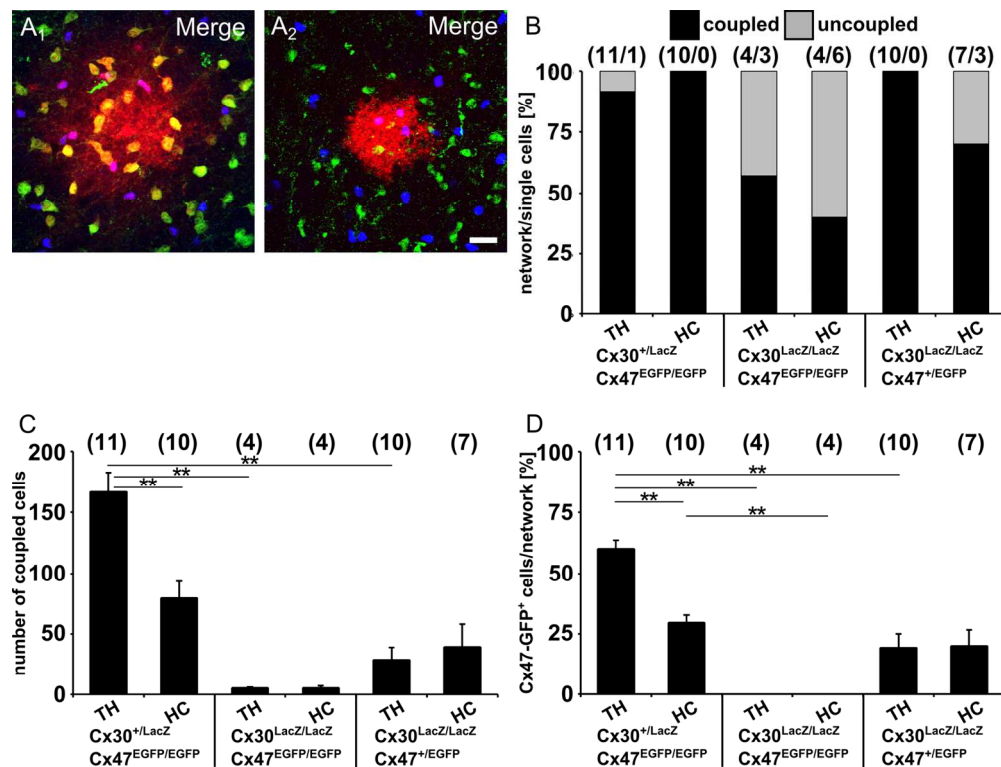 A1 Merge
A2 Merge
B
coupled uncoupled
(11/1) (10/0) (4/3) (4/6) (10/0) (7/3)
network/single cells [%]
100
75
50
25
0
TH HC TH HC TH HC
Cx30+/LacZ Cx30LacZ/LacZ Cx30LacZ/LacZ
Cx47EGFP/EGFP Cx47EGFP/EGFP Cx47+/EGFP
C
(11) (10) (4) (4) (10) (7)
number of coupled cells
200
150
100
50
0
**
**
**
TH HC TH HC TH HC
Cx30+/LacZ Cx30LacZ/LacZ Cx30LacZ/LacZ
Cx47EGFP/EGFP Cx47EGFP/EGFP Cx47+/EGFP
D
(11) (10) (4) (4) (10) (7)
Cx47-GFP+ cells/network [%]
100
75
50
25
0
**
**
**
**
TH HC TH HC TH HC
Cx30+/LacZ Cx30LacZ/LacZ Cx30LacZ/LacZ
Cx47EGFP/EGFP Cx47EGFP/EGFP Cx47+/EGFP